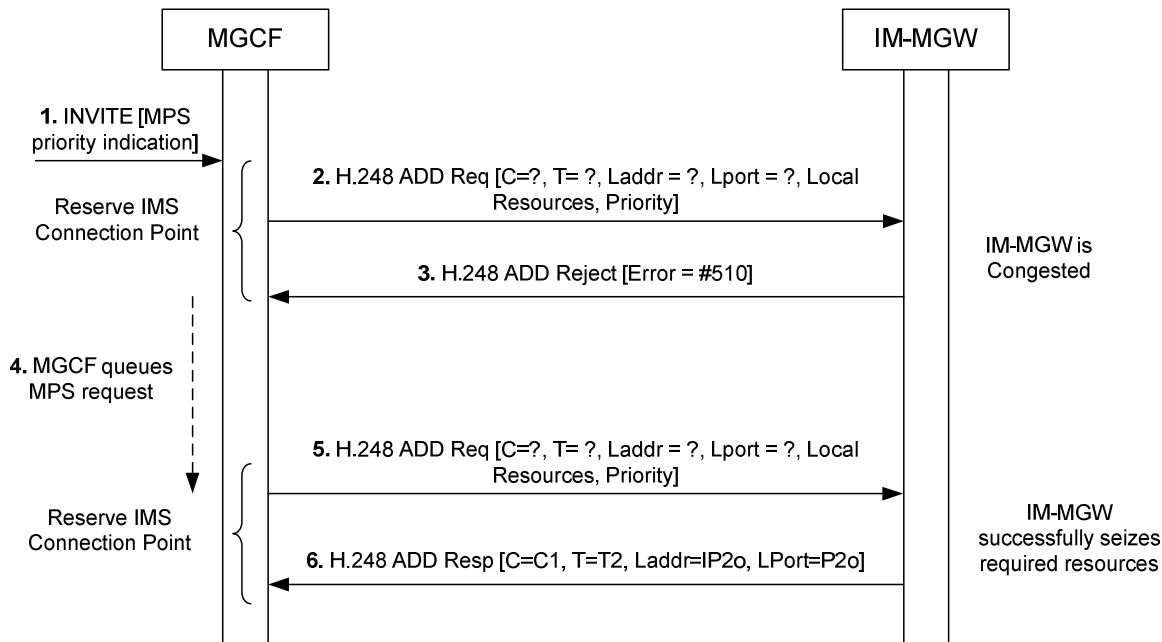 MGCF
IM-MGW
1. INVITE [MPS
priority indication]
2. H.248 ADD Req [C=?, T= ?, Laddr = ?, Lport = ?, Local
Resources, Priority]
Reserve IMS
Connection Point
IM-MGW is
Congested
3. H.248 ADD Reject [Error = #510]
4. MGCF queues
MPS request
5. H.248 ADD Req [C=?, T= ?, Laddr = ?, Lport = ?, Local
Resources, Priority]
Reserve IMS
Connection Point
IM-MGW
successfully seizes
required resources
6. H.248 ADD Resp [C=C1, T=T2, Laddr=IP2o, LPort=P2o]